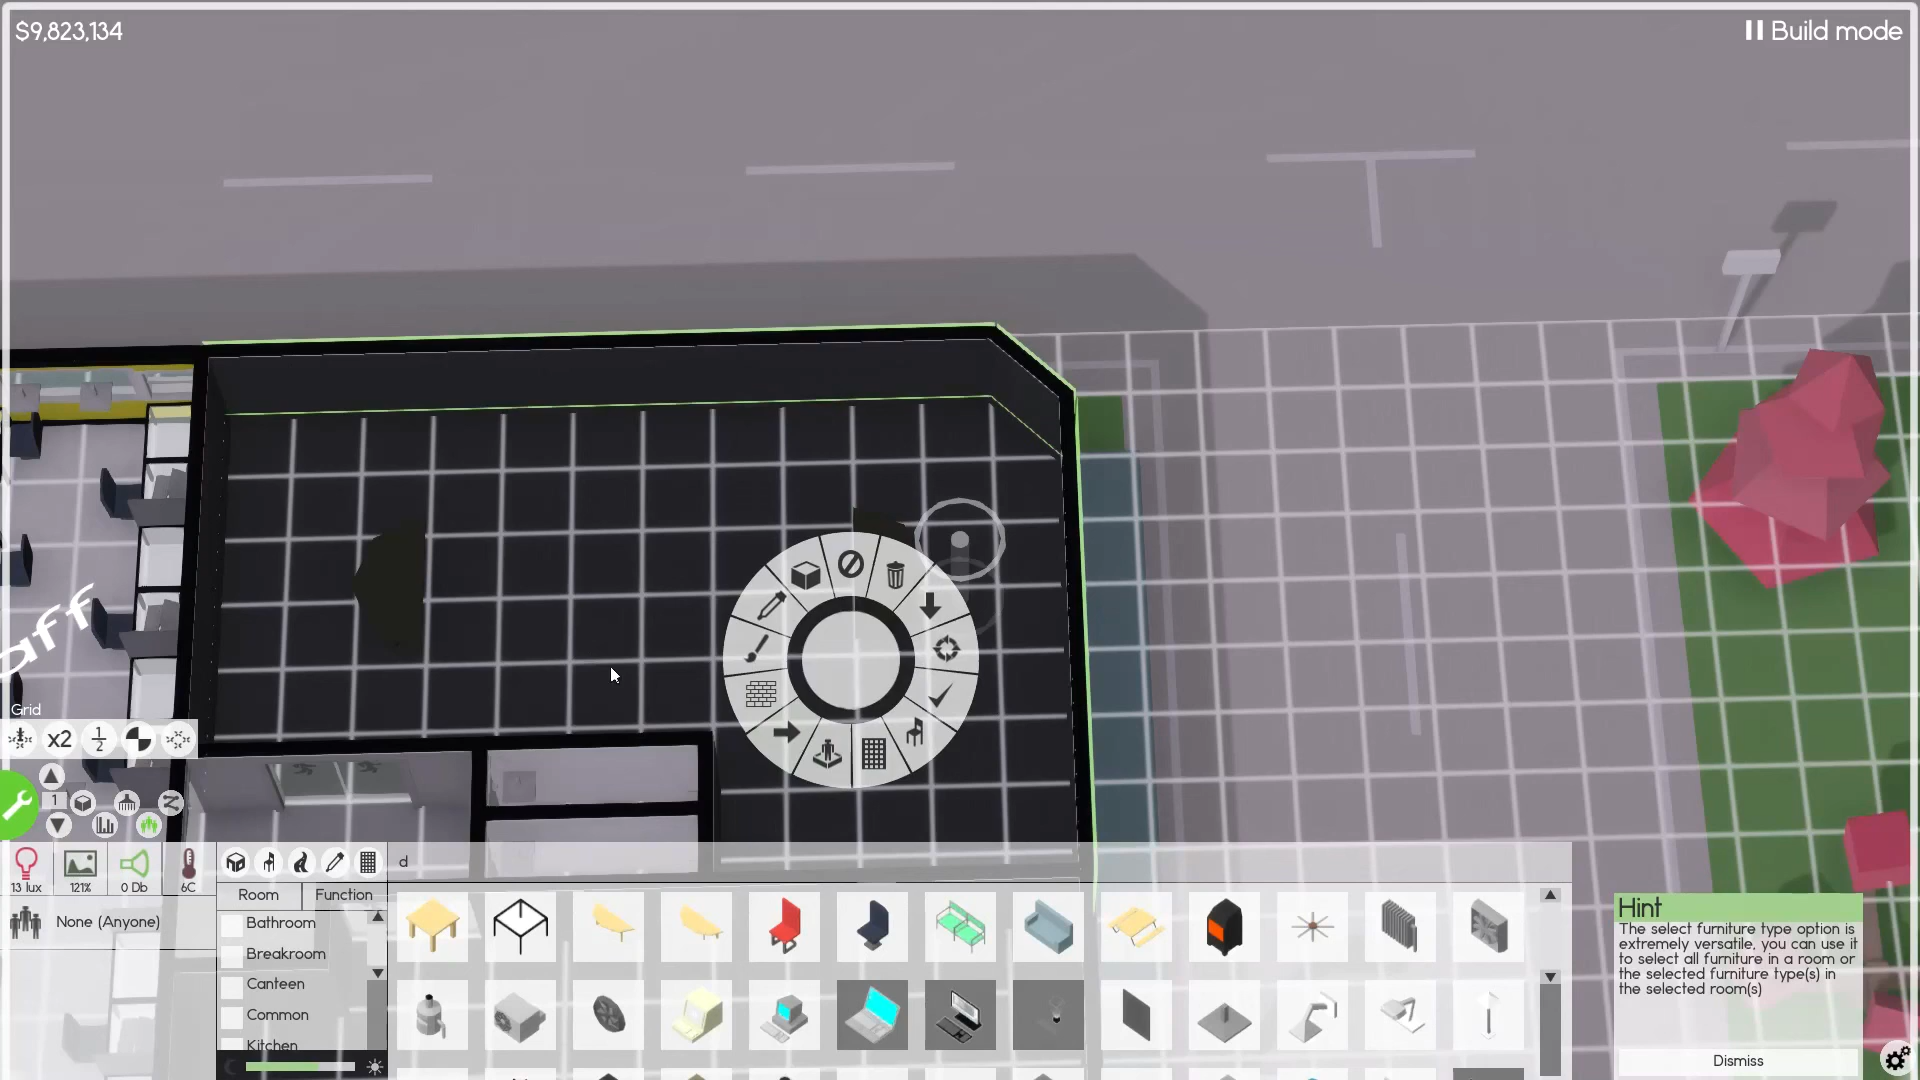 $9,823,134
Build mode
aff
Grid
x2
1/2
1
13 lux
121%
0 Db
6C
d
Room
Function
None (Anyone)
Bathroom
Breakroom
Canteen
Common
Kitchen
Hint
The select furniture type option is
extremely versatile, you can use it
to select all furniture in a room or
the selected furniture type(s) in
the selected room(s)
Dismiss